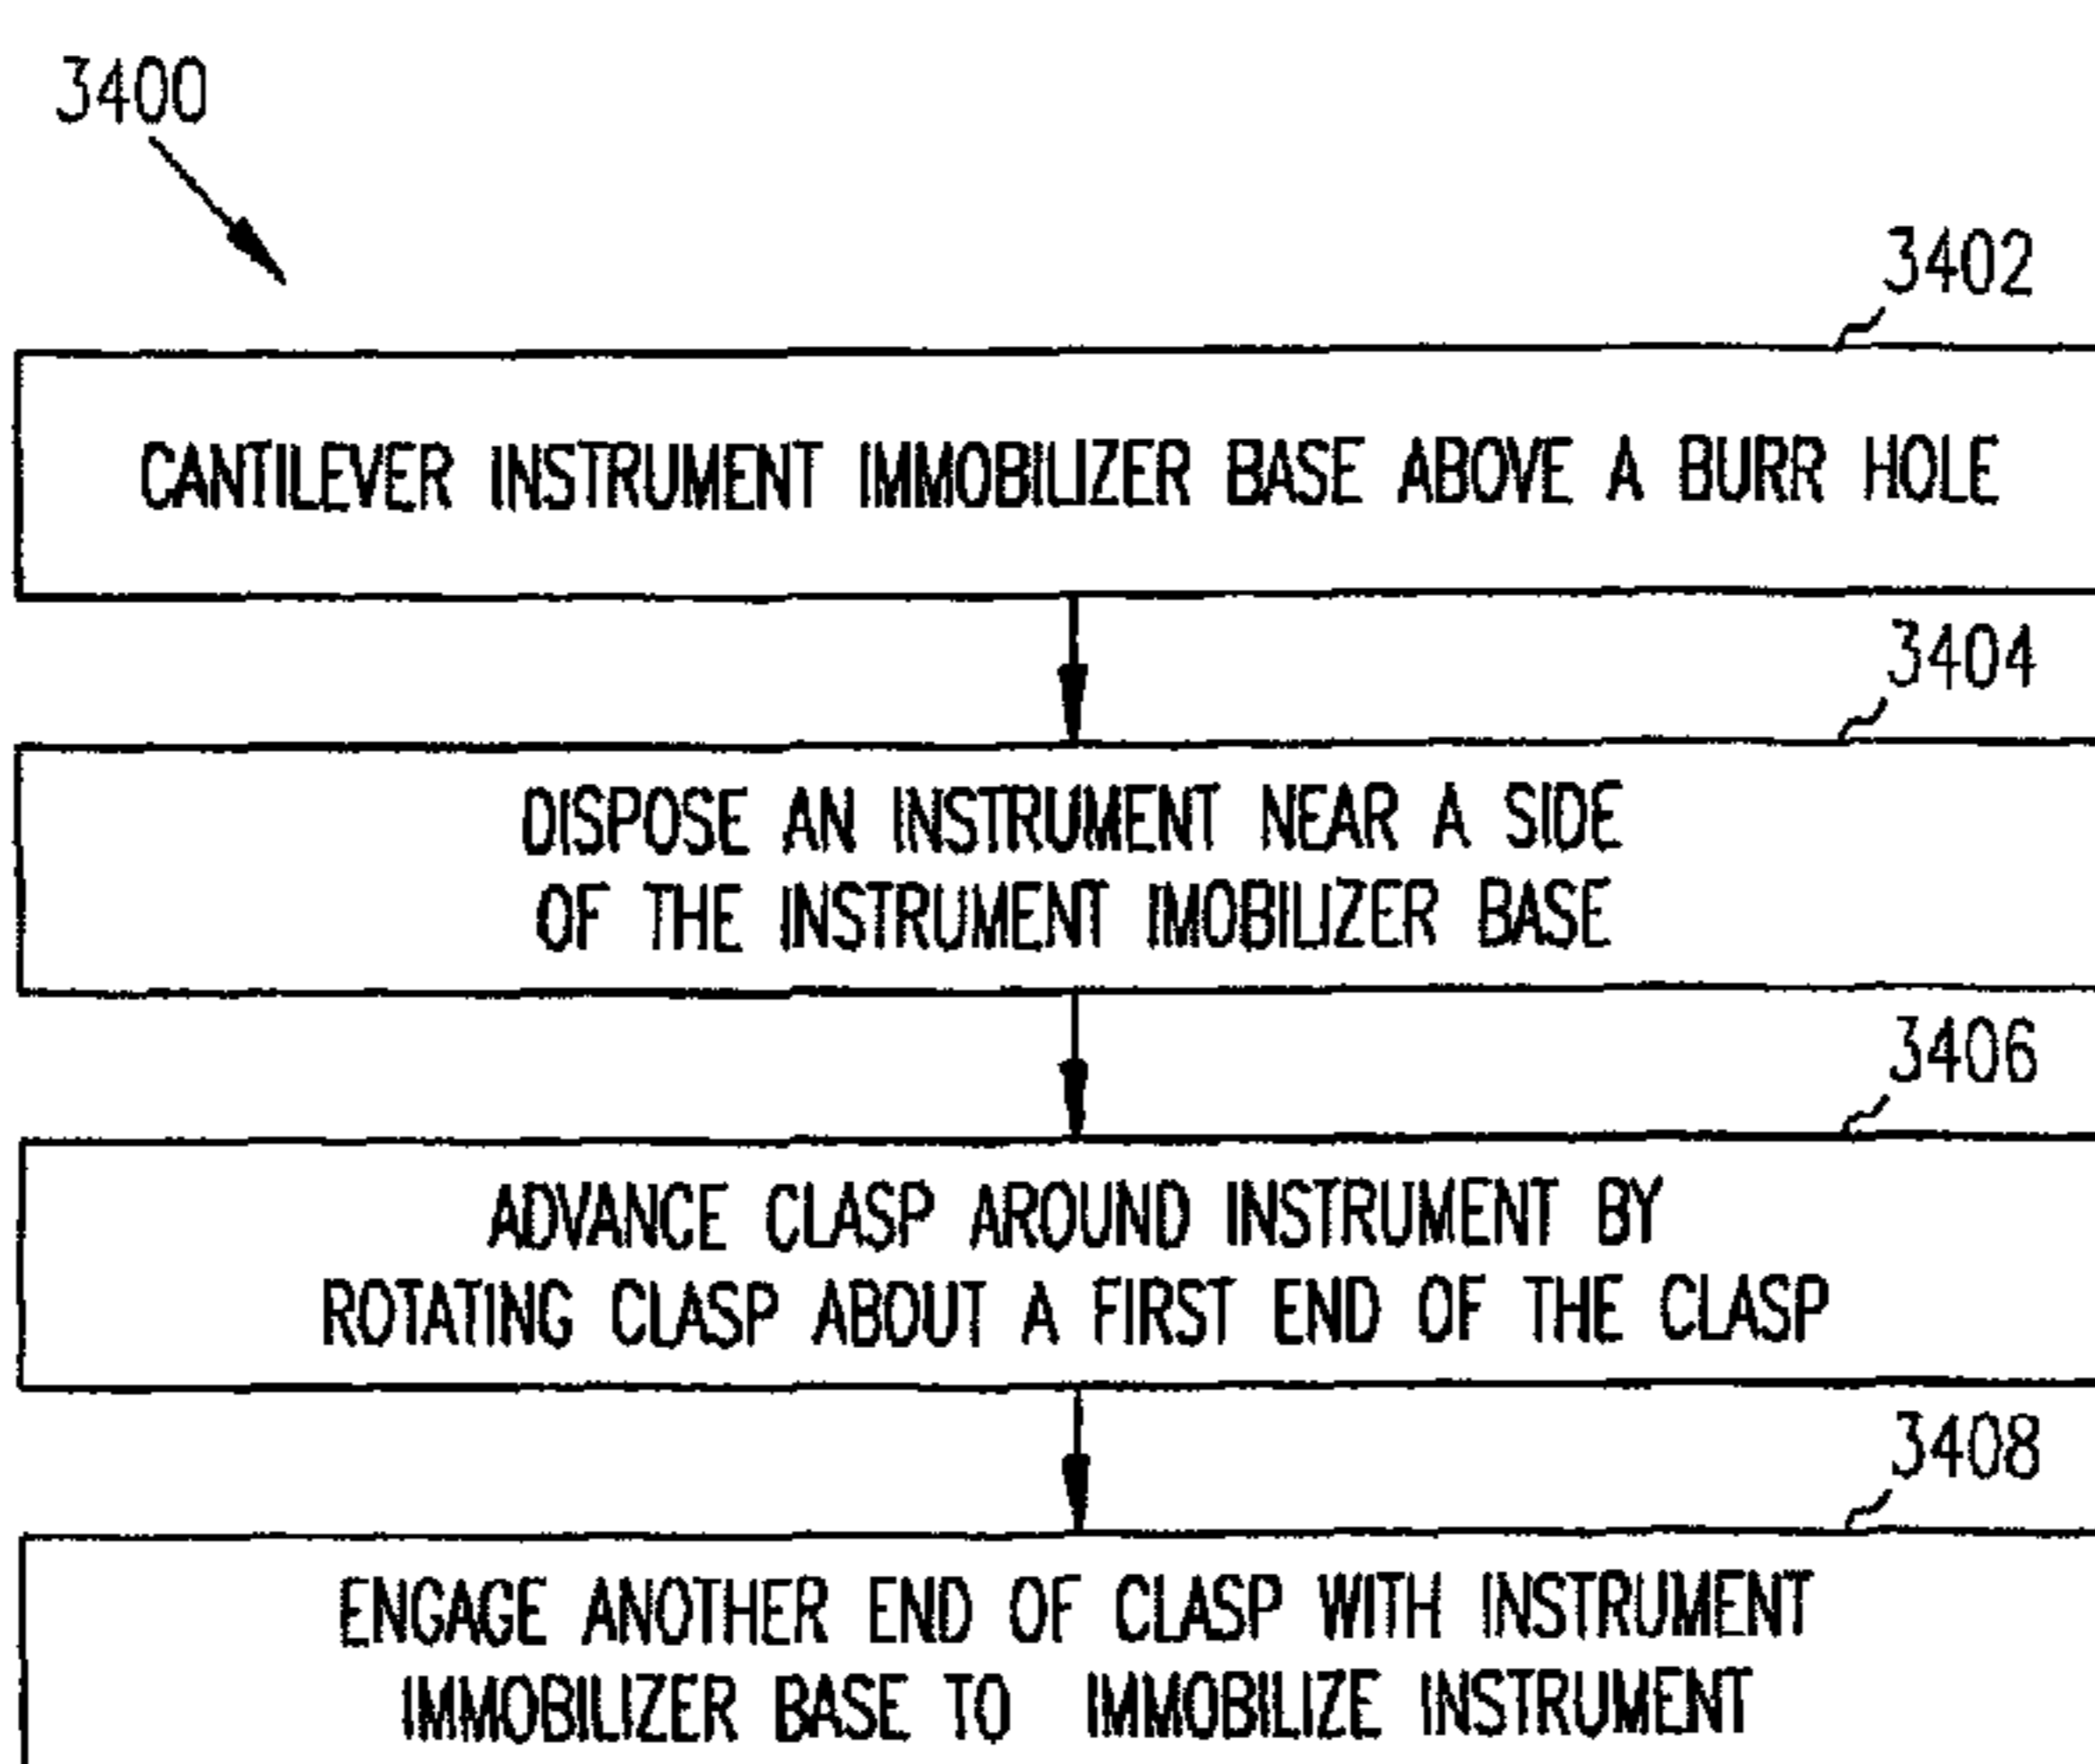 3400
3402
CANTILEVER INSTRUMENT IMMOBILIZER BASE ABOVE A BURR HOLE
3404
DISPOSE AN INSTRUMENT NEAR A SIDE
OF THE INSTRUMENT IMOBILIZER BASE
3406
ADVANCE CLASP AROUND INSTRUMENT BY
ROTATING CLASP ABOUT A FIRST END OF THE CLASP
3408
ENGAGE ANOTHER END OF CLASP WITH INSTRUMENT
IMMOBILIZER BASE TO IMMOBILIZE INSTRUMENT